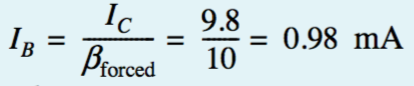 I_B = I_C / β_forced = 9.8 / 10 = 0.98 mA